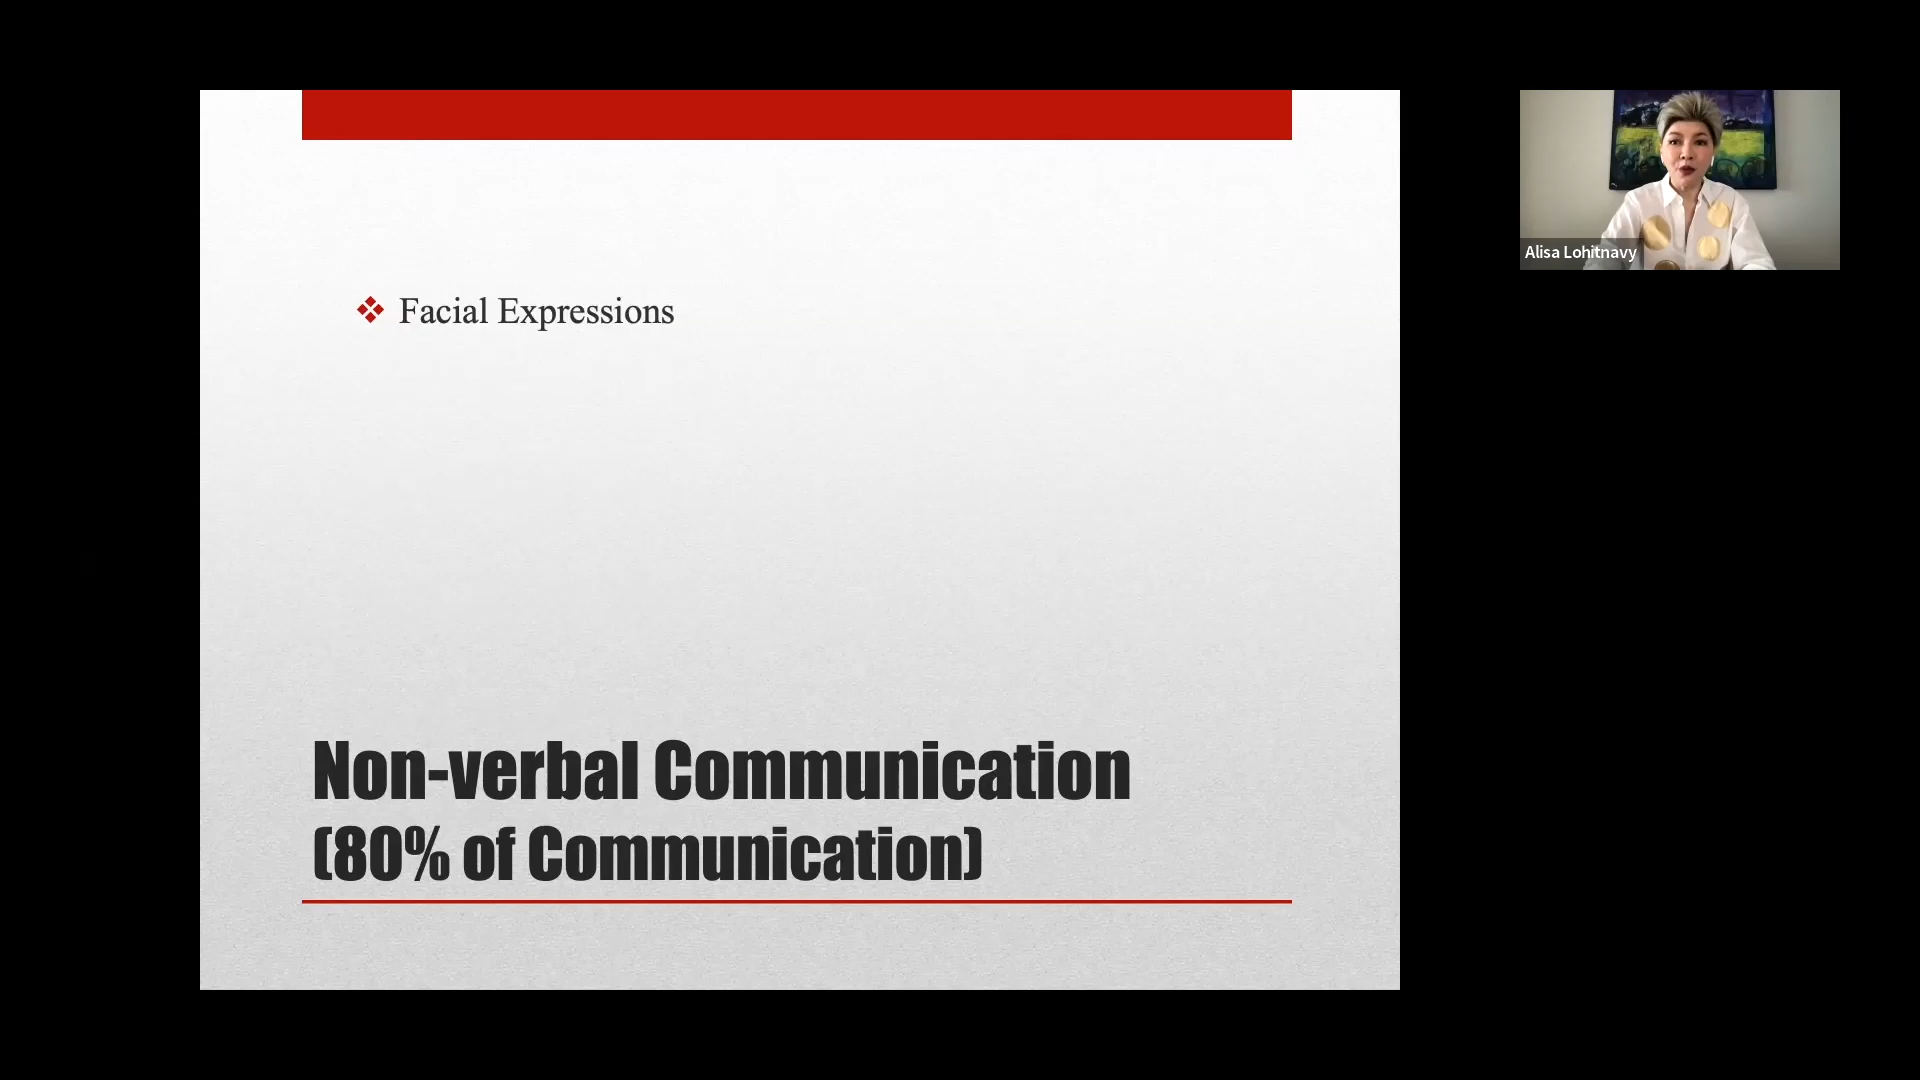 Facial Expressions
Non-verbal Communication
(80% of Communication)
Alisa Lohitnavy